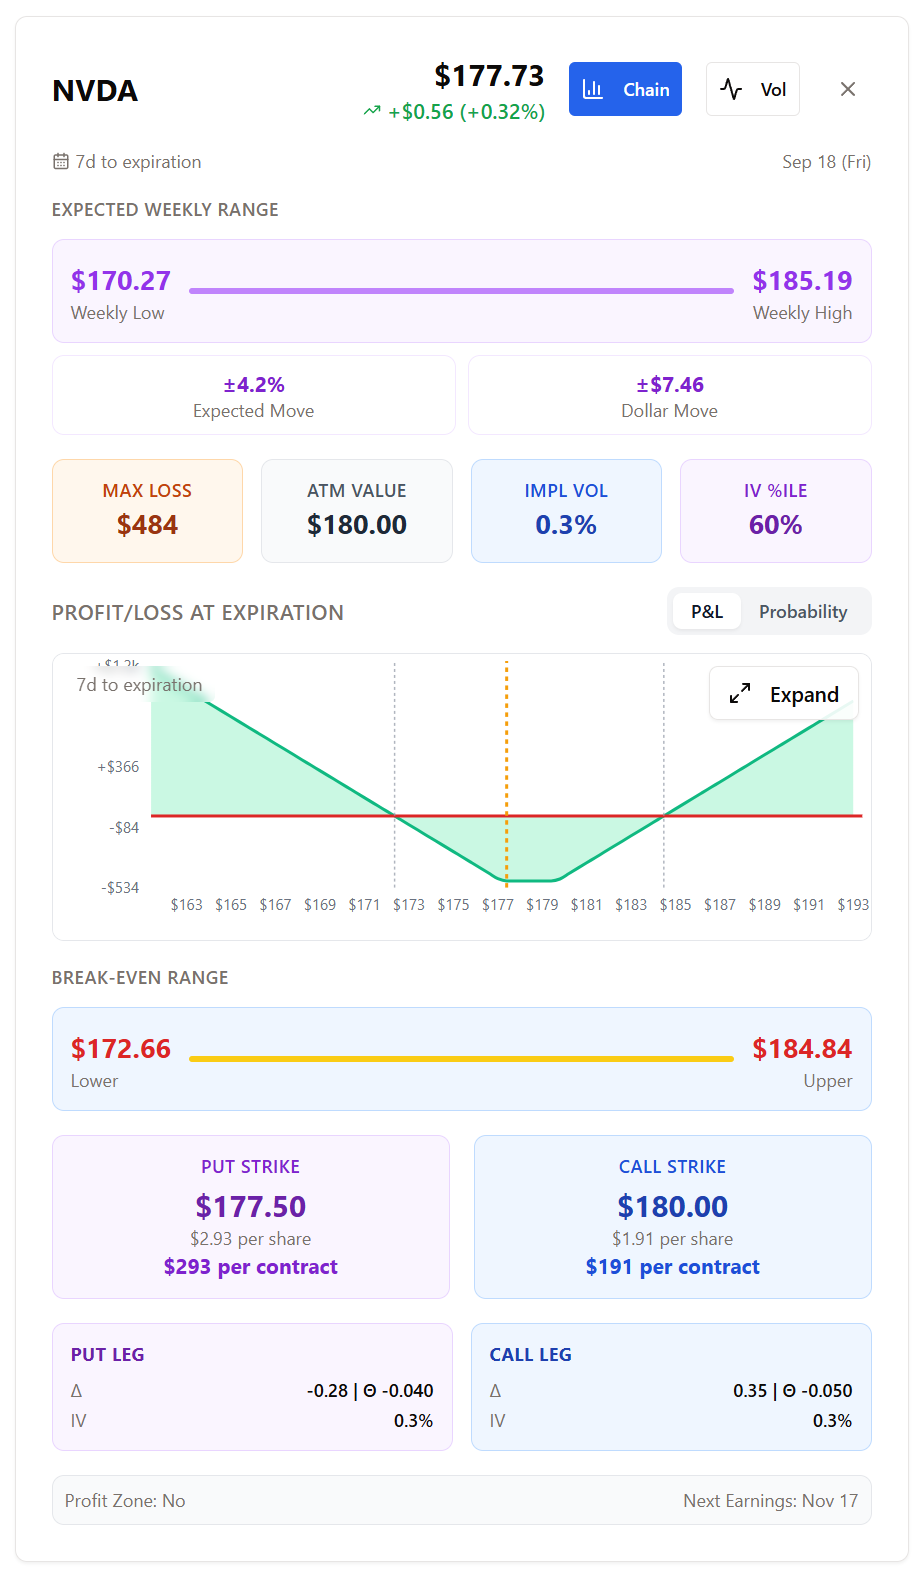 NVDA
$177.73
+$0.56 (+0.32%)
Chain
Vol
7d to expiration
Sep 18 (Fri)
EXPECTED WEEKLY RANGE
$170.27
Weekly Low
$185.19
Weekly High
±4.2%
Expected Move
±$7.46
Dollar Move
MAX LOSS
$484
ATM VALUE
$180.00
IMPL VOL
0.3%
IV %ILE
60%
PROFIT/LOSS AT EXPIRATION
P&L
Probability
+$1.2k
7d to expiration
Expand
+$366
-$84
-$534
$163 $165 $167 $169 $171 $173 $175 $177 $179 $181 $183 $185 $187 $189 $191 $193
BREAK-EVEN RANGE
$172.66
Lower
$184.84
Upper
PUT STRIKE
$177.50
$2.93 per share
$293 per contract
CALL STRIKE
$180.00
$1.91 per share
$191 per contract
PUT LEG
Δ -0.28 | Θ -0.040
IV 0.3%
CALL LEG
Δ 0.35 | Θ -0.050
IV 0.3%
Profit Zone: No
Next Earnings: Nov 17